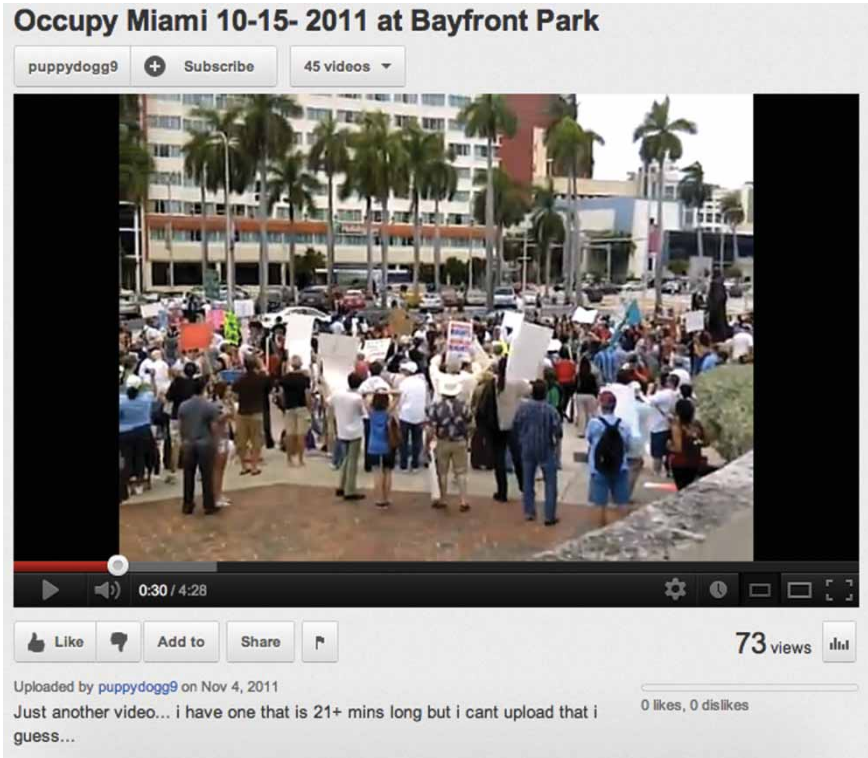 Occupy Miami 10-15- 2011 at Bayfront Park
puppydogg9 Subscribe 45 videos
0:30 / 4:28
Like Add to Share 73 views
Uploaded by puppydogg9 on Nov 4, 2011
0 likes, 0 dislikes
Just another video... i have one that is 21+ mins long but i cant upload that i
guess...